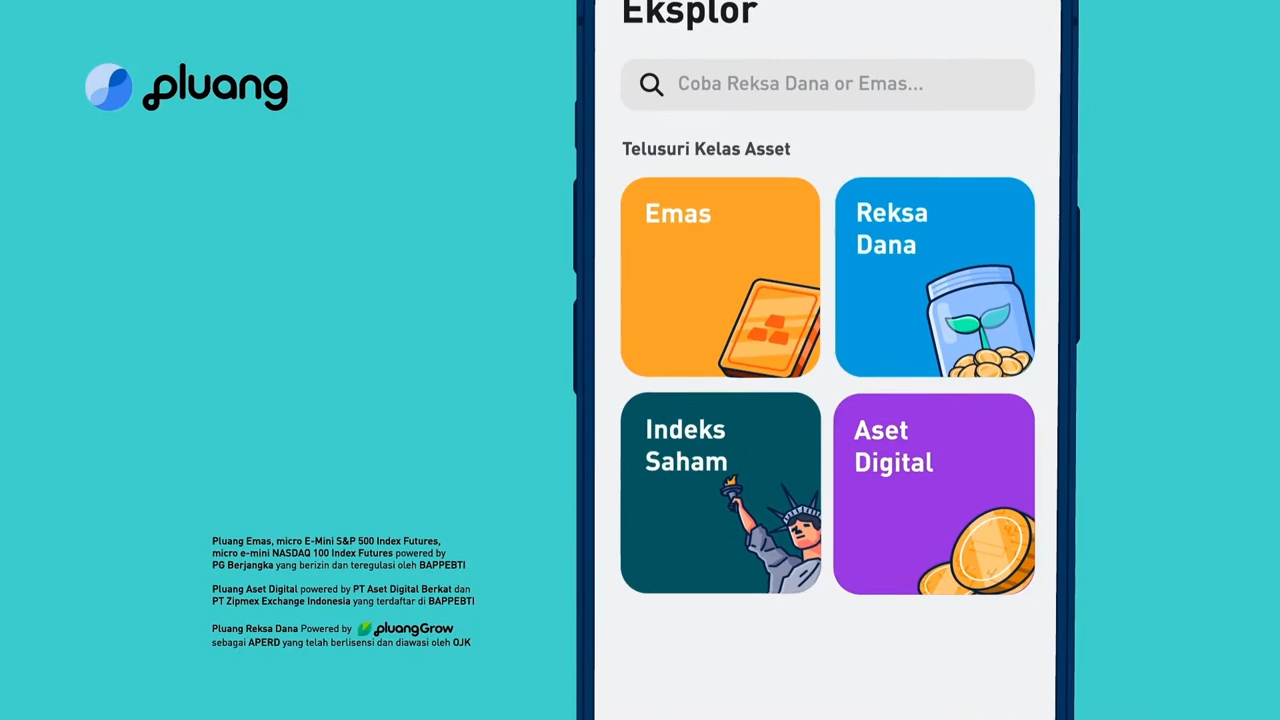 pluang
Eksplor
Coba Reksa Dana or Emas...
Telusuri Kelas Asset
Emas
Reksa
Dana
Indeks
Saham
Aset
Digital
Pluang Emas, micro E-Mini S&P 500 Index Futures,
micro e-mini NASDAQ 100 Index Futures powered by
PG Berjangka yang berizin dan teregulasi oleh BAPPEBTI
Pluang Aset Digital powered by PT Aset Digital Berkat dan
PT Zipmex Exchange Indonesia yang terdaftar di BAPPEBTI
Pluang Reksa Dana Powered by pluangGrow
sebagai APERD yang telah berlisensi dan diawasi oleh OJK